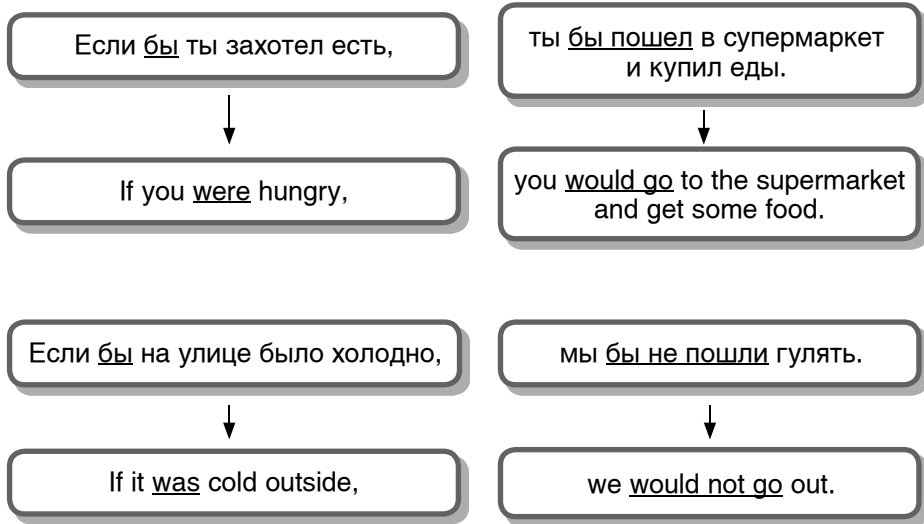 Если бы ты захотел есть,
ты бы пошел в супермаркет
и купил еды.
If you were hungry,
you would go to the supermarket
and get some food.
Если бы на улице было холодно,
мы бы не пошли гулять.
If it was cold outside,
we would not go out.